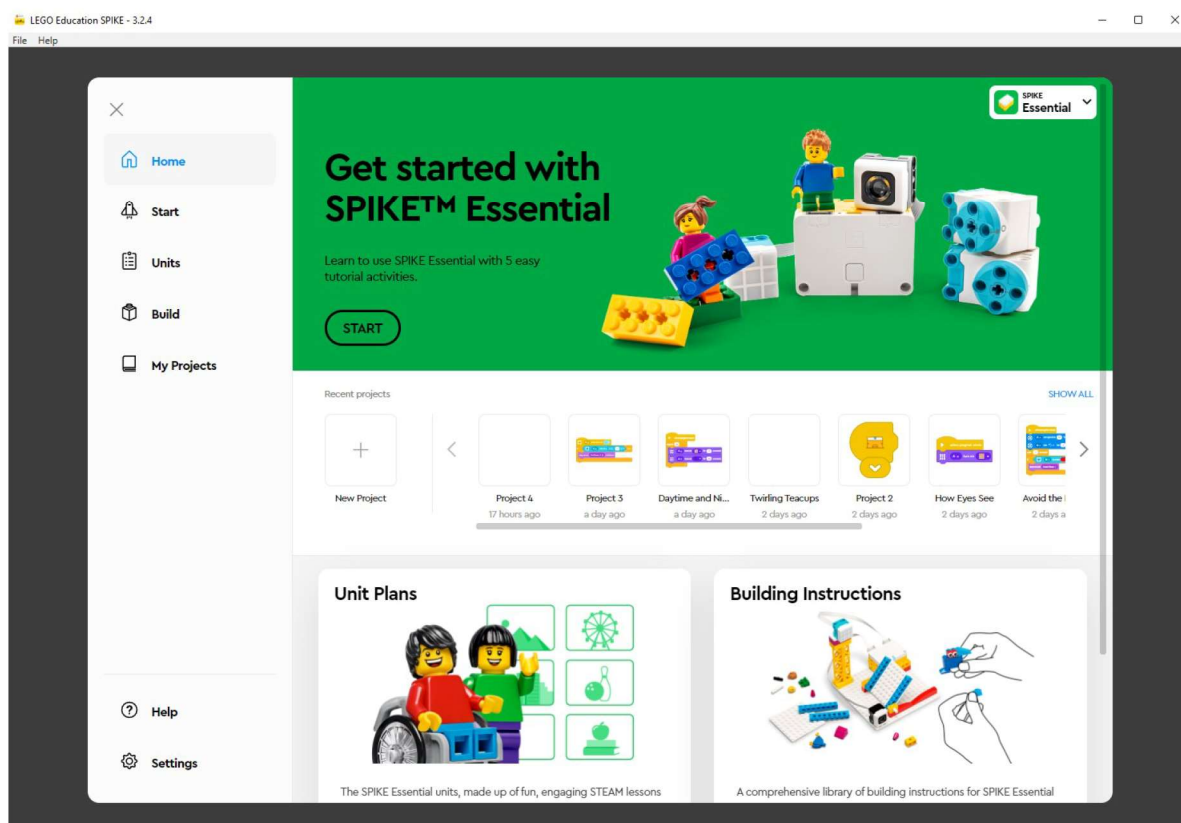 LEGO Education SPIKE - 3.2.4
File Help
Home
Start
Units
Build
My Projects
Help
Settings
SPIKE
Essential
Get started with
SPIKE™ Essential
Learn to use SPIKE Essential with 5 easy
tutorial activities.
START
Recent projects
SHOW ALL
New Project
Project 4
17 hours ago
Project 3
a day ago
Daytime and Ni...
a day ago
Twirling Teacups
2 days ago
Project 2
2 days ago
How Eyes See
2 days ago
Avoid the
2 days a
Unit Plans
The SPIKE Essential units, made up of fun, engaging STEAM lessons
Building Instructions
A comprehensive library of building instructions for SPIKE Essential